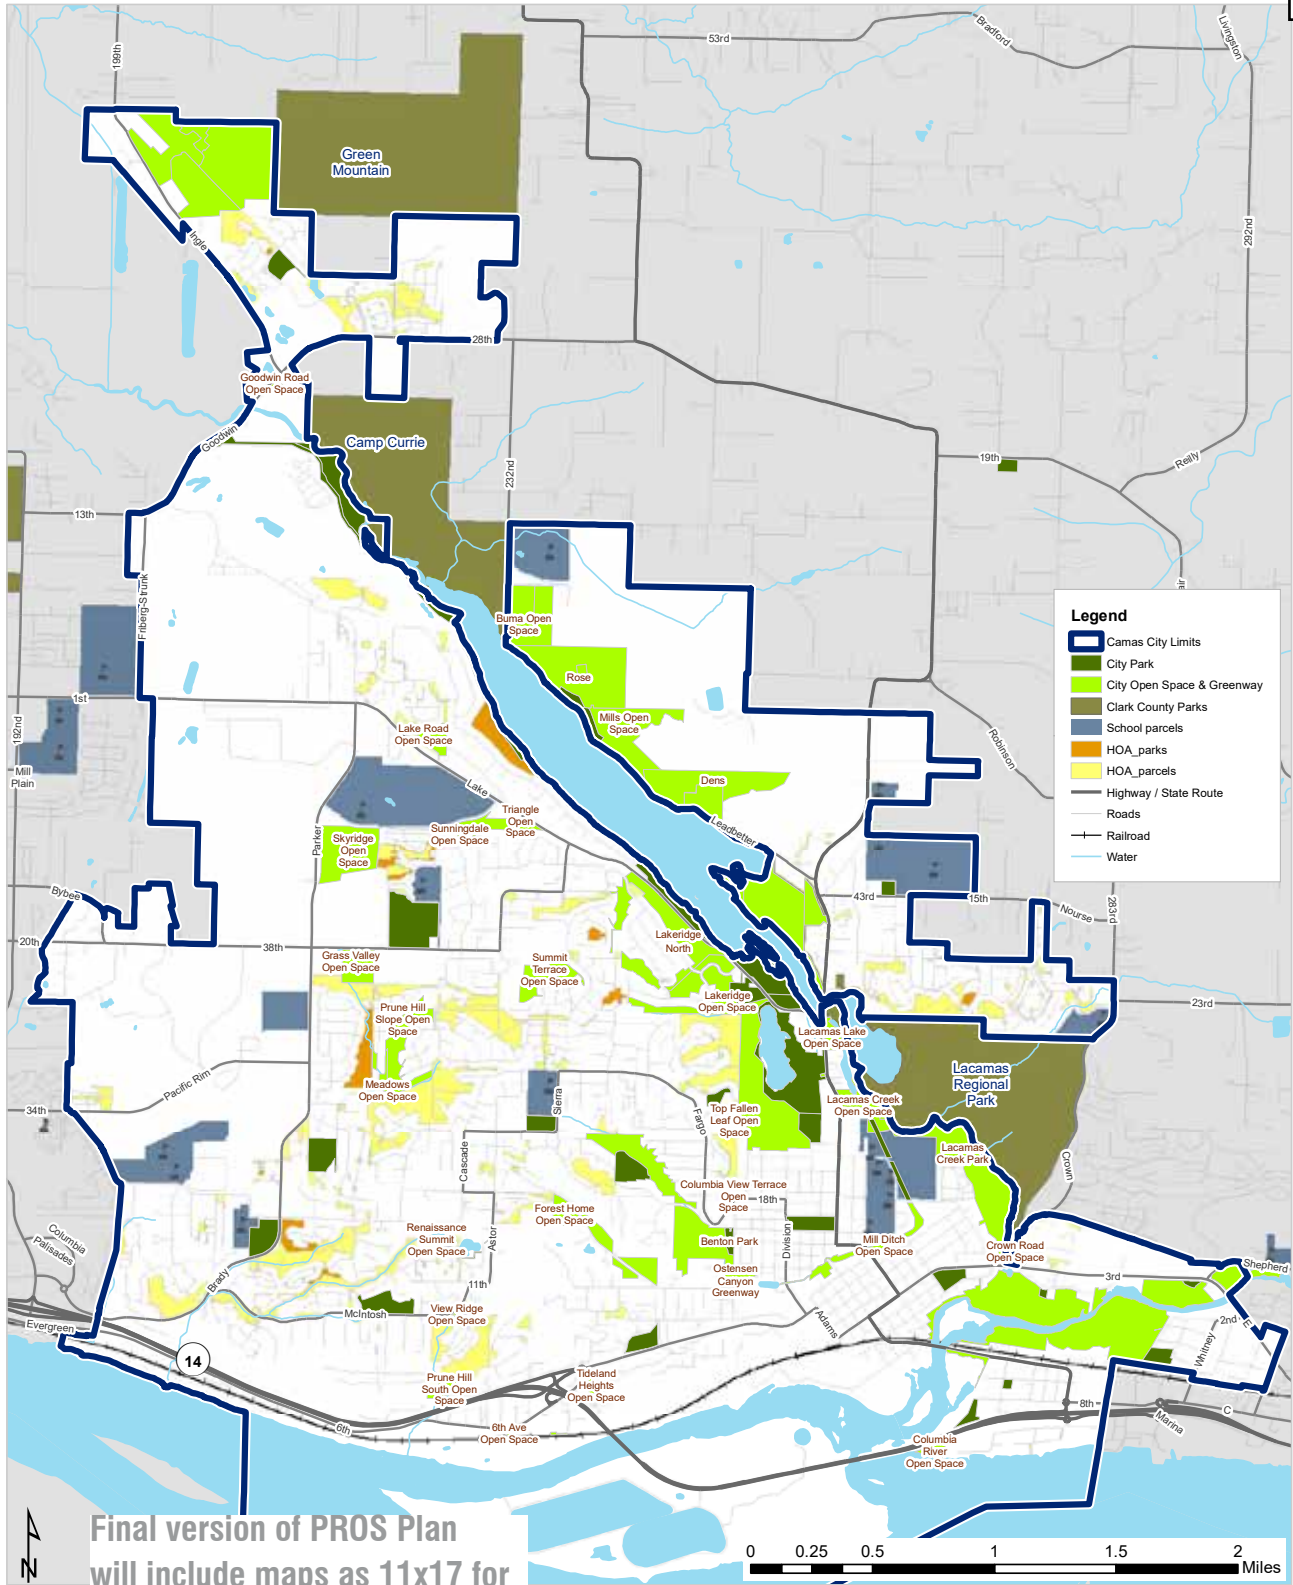 53rd
Bradford
Livingston
199th
Green
Mountain
292nd
Ingle
28th
Goodwin Road
Open Space
Goodwin
Camp Currie
232nd
19th
Reilly
13th
Friberg-Strunk
Buma Open
Space
Rose
Mills Open
Space
Dens
Leadbetter
Robinson
1st
192nd
Mill
Plain
Lake Road
Open Space
Lake
Triangle
Open
Space
Sunningdale
Open Space
Parker
Skyridge
Open
Space
Legend
Camas City Limits
City Park
City Open Space & Greenway
Clark County Parks
School parcels
HOA_parks
HOA_parcels
Highway / State Route
Roads
Railroad
Water
Bybee
20th
38th
43rd
15th
Nourse
283rd
23rd
Lakeridge
North
Grass Valley
Open Space
Summit
Terrace
Open Space
Lakeridge
Open Space
Prune Hill
Slope Open
Space
Lacamas Lake
Open Space
Pacific Rim
Meadows
Open Space
Sierra
Fargo
Top Fallen
Leaf Open
Space
Lacamas Creek
Open Space
Lacamas
Regional
Park
34th
Lacamas
Creek Park
Crown
Cascade
Columbia View Terrace
Open
Space
18th
Forest Home
Open Space
Astor
Renaissance
Summit
Open Space
Benton Park
Division
Mill Ditch
Open Space
Crown Road
Open Space
Columbia
Palisades
Ostensen
Canyon
Greenway
3rd
Shepherd
Brady
11th
McIntosh
View Ridge
Open Space
Adams
Evergreen
2nd
E
Whitney
14
Prune Hill
South Open
Space
Tideland
Heights
Open Space
6th
6th Ave
Open Space
8th
C
Marina
Columbia
River
Open Space
N
Final version of PROS Plan
will include maps as 11x17 for
0 0.25 0.5 1 1.5 2
Miles